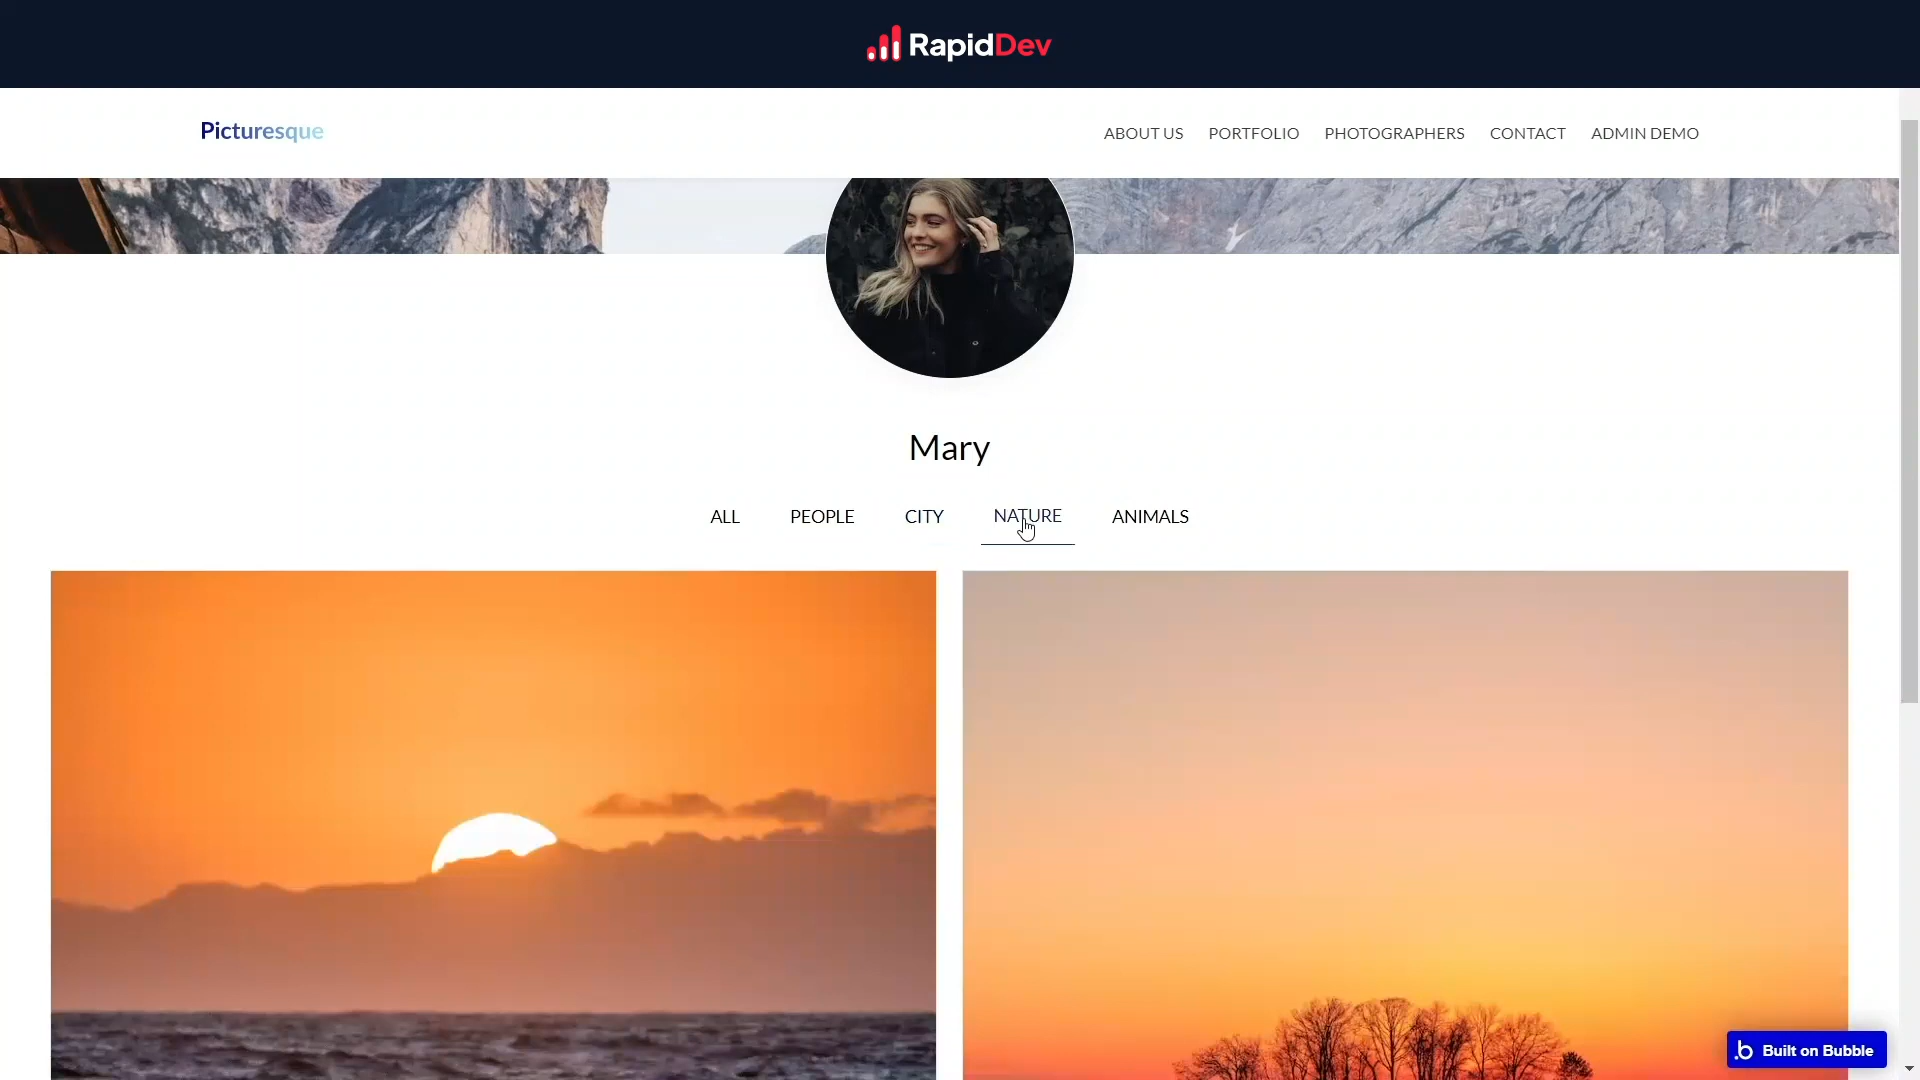 RapidDev
Picturesque
ABOUT US PORTFOLIO PHOTOGRAPHERS CONTACT ADMIN DEMO
Mary
ALL PEOPLE CITY NATURE ANIMALS
Built on Bubble